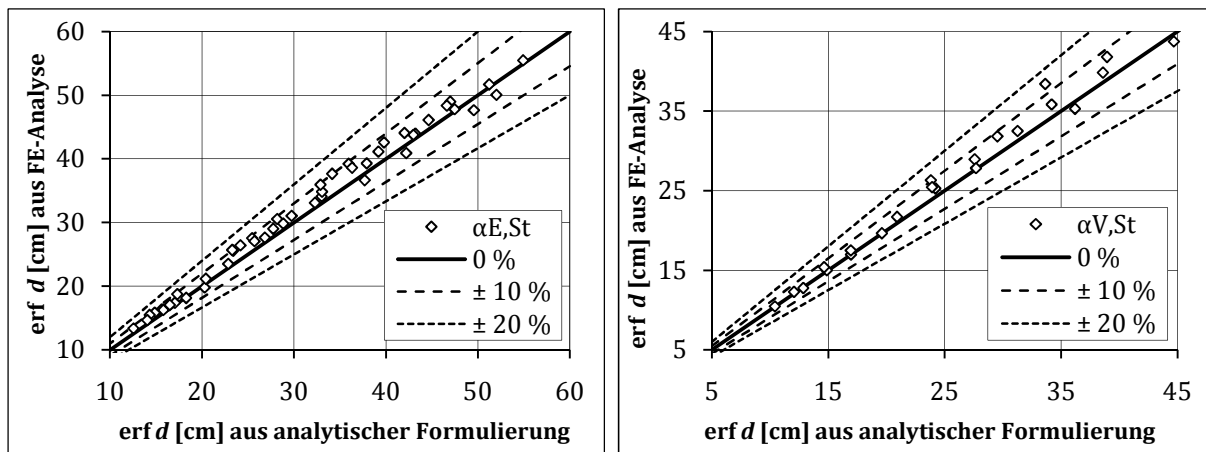 erf d [cm] aus FE-Analyse
60
50
40
30
20
10
αE,St
0 %
± 10 %
± 20 %
10 20 30 40 50 60
erf d [cm] aus analytischer Formulierung
erf d [cm] aus FE-Analyse
45
35
25
15
5
αV,St
0 %
± 10 %
± 20 %
5 15 25 35 45
erf d [cm] aus analytischer Formulierung